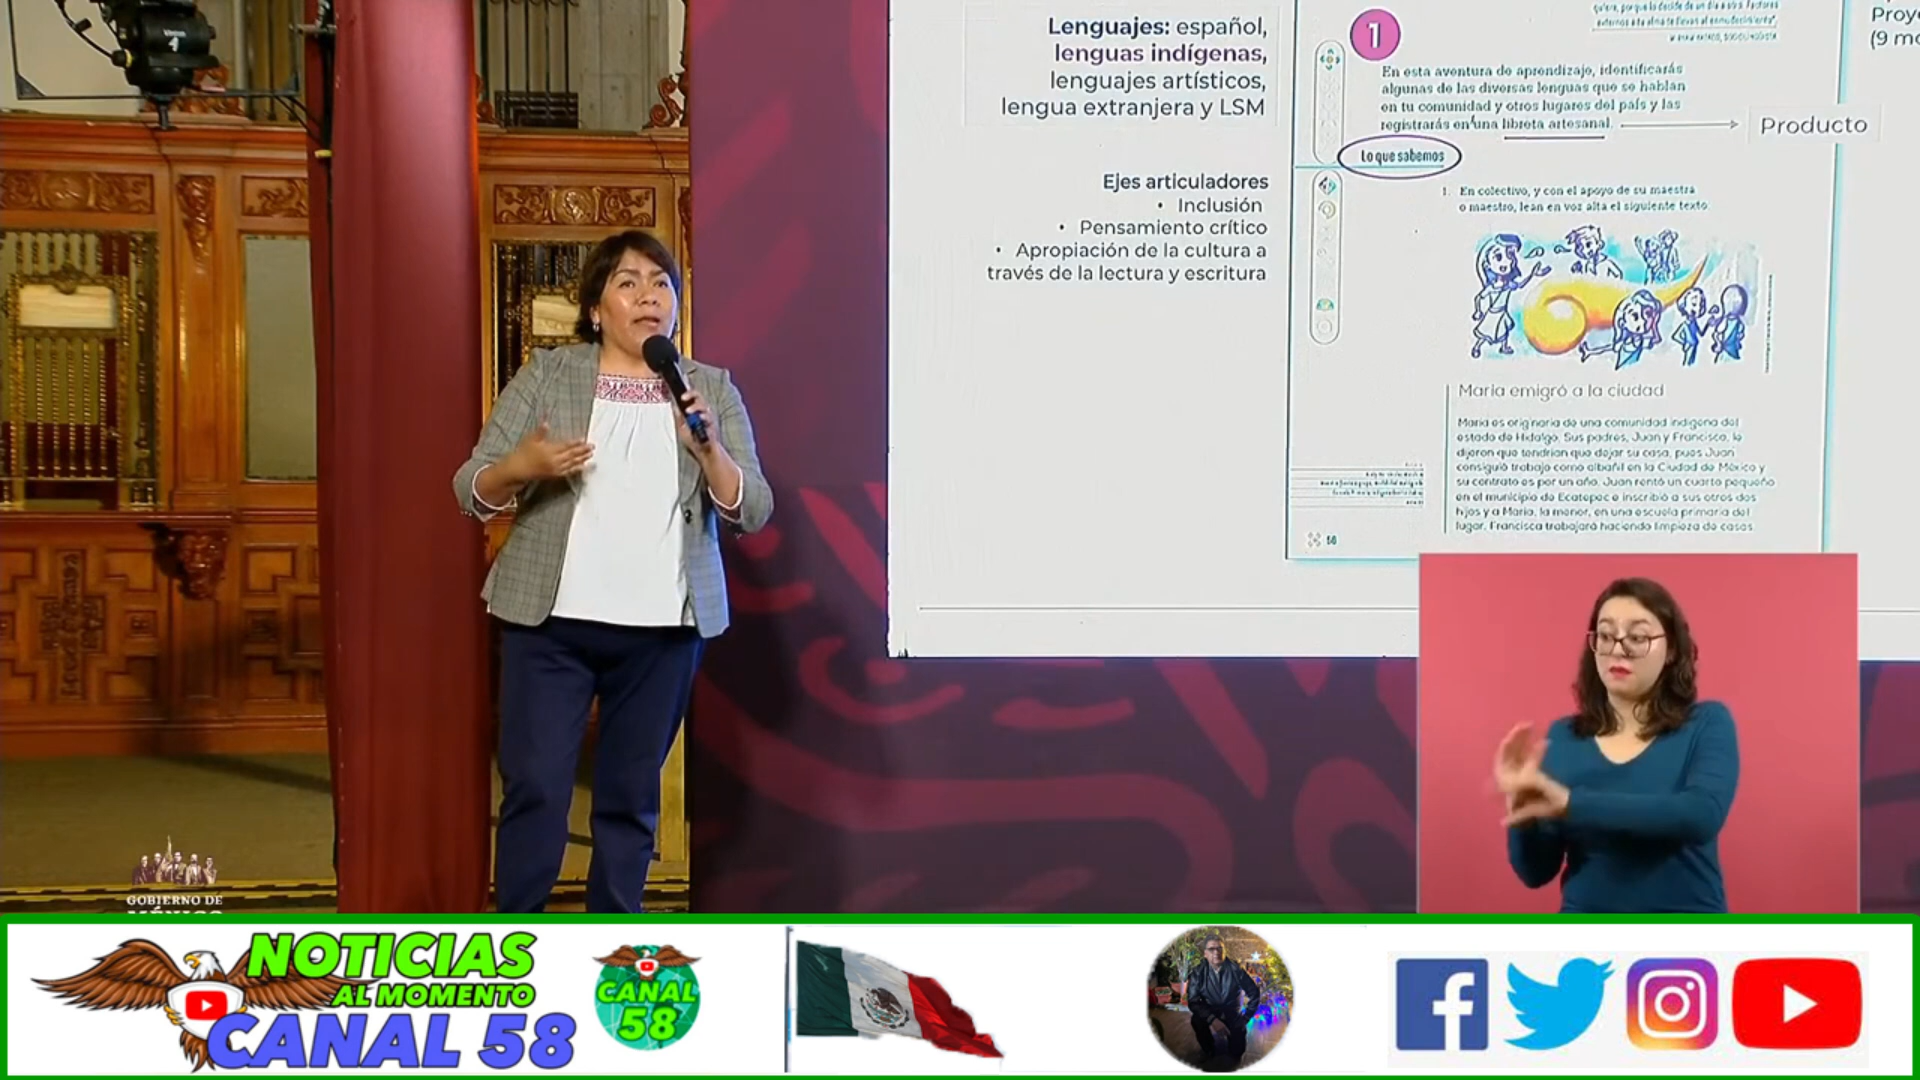 Lenguajes: español,
lenguas indígenas,
lenguajes artísticos,
lengua extranjera y LSM
Ejes articuladores
• Inclusión
• Pensamiento crítico
• Apropiación de la cultura a
través de la lectura y escritura
1
En esta aventura de aprendizaje, identificarás
algunas de las diversas lenguas que se hablan
en tu comunidad y otros lugares del país y las
registrarás en una libreta artesanal.
Producto
Lo que sabemos
1. En colectivo, y con el apoyo de su maestra
o maestro, lean en voz alta el siguiente texto
María emigró a la ciudad
María es originaria de una comunidad indígena del
estado de Hidalgo. Sus padres, Juan y Francisca, le
dijeron que tendrían que dejar su casa, pues Juan
consiguió trabajo como albañil en la Ciudad de México y
su contrato es por un año. Juan rentó un cuarto pequeño
en el municipio de Ecatepec e inscribió a sus otros dos
hijos y a María, la menor, en una escuela primaria del
lugar. Francisca trabajará haciendo limpieza de casas.
58
Proy
(9 mo
GOBIERNO DE
MÉXICO
NOTICIAS
AL MOMENTO
CANAL 58
CANAL
58